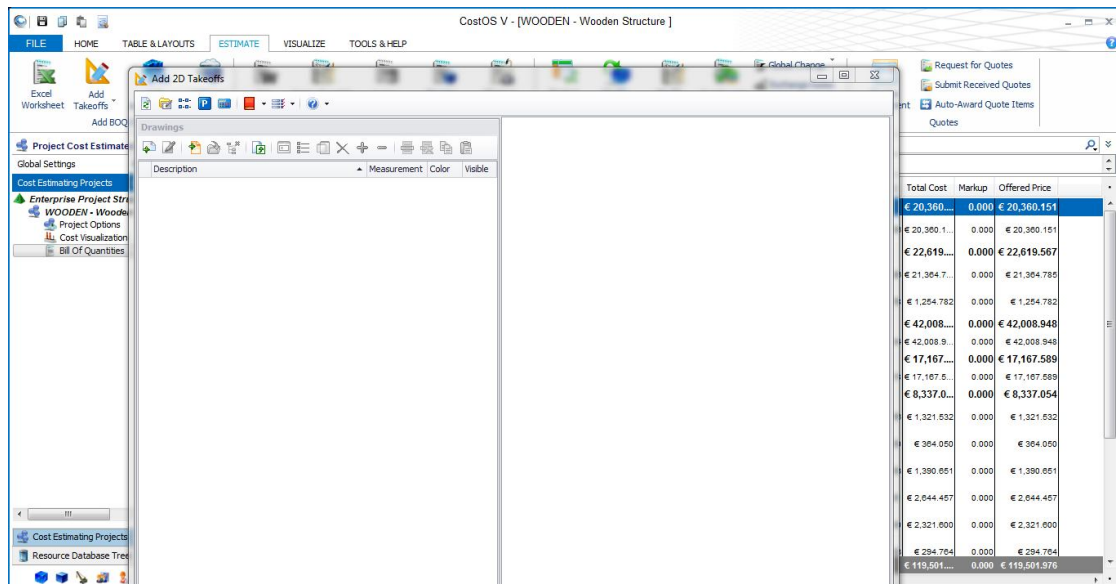 CostOS V - [WOODEN - Wooden Structure ]
FILE HOME TABLE & LAYOUTS ESTIMATE VISUALIZE TOOLS & HELP
Excel Worksheet
Add Takeoffs
Add BOQ
Global Change
Request for Quotes
Submit Received Quotes
Auto-Award Quote Items
Quotes
Add 2D Takeoffs
Drawings
Description Measurement Color Visible
Project Cost Estimate
Global Settings
Cost Estimating Projects
Enterprise Project Stru
WOODEN - Woode
Project Options
Cost Visualization
Bill Of Quantities
Cost Estimating Projects
Resource Database Tree
Total Cost Markup Offered Price
€ 20,360.... 0.000 € 20,360.151
€ 20,360.1... 0.000 € 20,360.151
€ 22,619.... 0.000 € 22,619.567
€ 21,364.7... 0.000 € 21,364.785
€ 1,254.782 0.000 € 1,254.782
€ 42,008.... 0.000 € 42,008.948
€ 42,008.9... 0.000 € 42,008.948
€ 17,167.... 0.000 € 17,167.589
€ 17,167.5... 0.000 € 17,167.589
€ 8,337.0... 0.000 € 8,337.054
€ 1,321.532 0.000 € 1,321.532
€ 364.050 0.000 € 364.050
€ 1,390.651 0.000 € 1,390.651
€ 2,644.457 0.000 € 2,644.457
€ 2,321.600 0.000 € 2,321.600
€ 294.764 0.000 € 294.764
€ 119,501.... 0.000 € 119,501.976